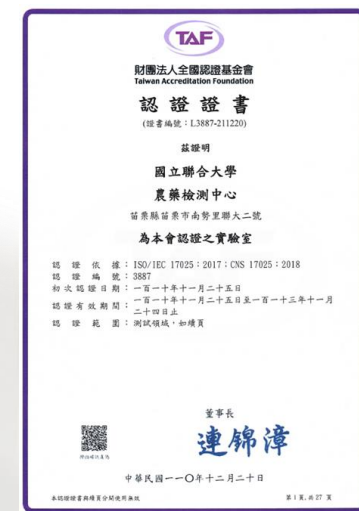 TAF
財團法人全國認證基金會
Taiwan Accreditation Foundation
認證證書
(證書編號：L3887-211220)
茲證明
國立聯合大學
農藥檢測中心
苗栗縣苗栗市南勢里聯大二號
為本會認證之實驗室
認證依據：ISO/IEC 17025：2017；CNS 17025：2018
認證編號：3887
初次認證日期：一百一十年十一月二十五日
認證有效期間：一百一十年十一月二十五日至一百一十三年十一月
二十四日止
認證範圍：測試領域，如續頁
董事長
連錦漳
中華民國一一〇年十二月二十日
本認證證書與續頁分開使用無效
第1頁，共27頁